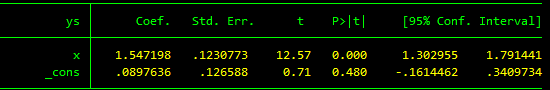 ys Coef. Std. Err. t P>|t| [95% Conf. Interval]
x 1.547198 .1230773 12.57 0.000 1.302955 1.791441
_cons .0897636 .126588 0.71 0.480 -.1614462 .3409734